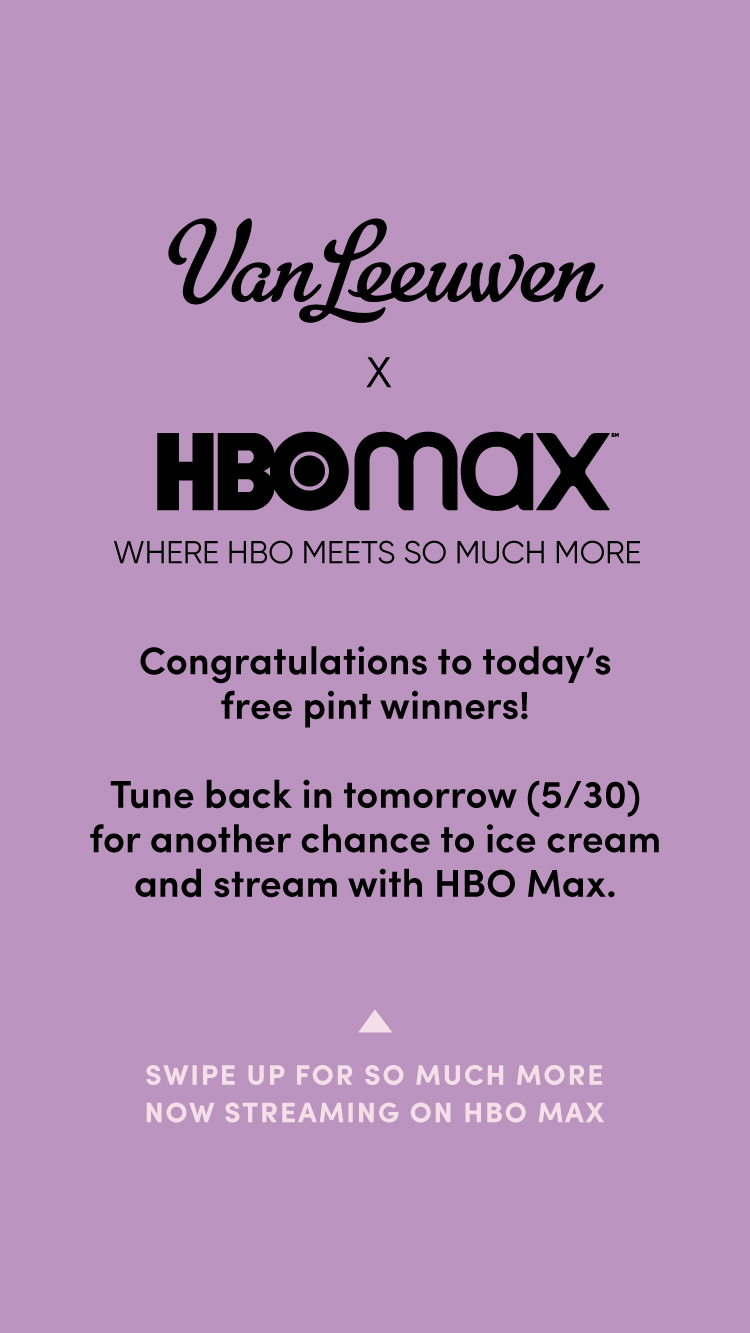 Van Leeuwen
X
HBOMAX℠
WHERE HBO MEETS SO MUCH MORE
Congratulations to today’s
free pint winners!
Tune back in tomorrow (5/30)
for another chance to ice cream
and stream with HBO Max.
SWIPE UP FOR SO MUCH MORE
NOW STREAMING ON HBO MAX